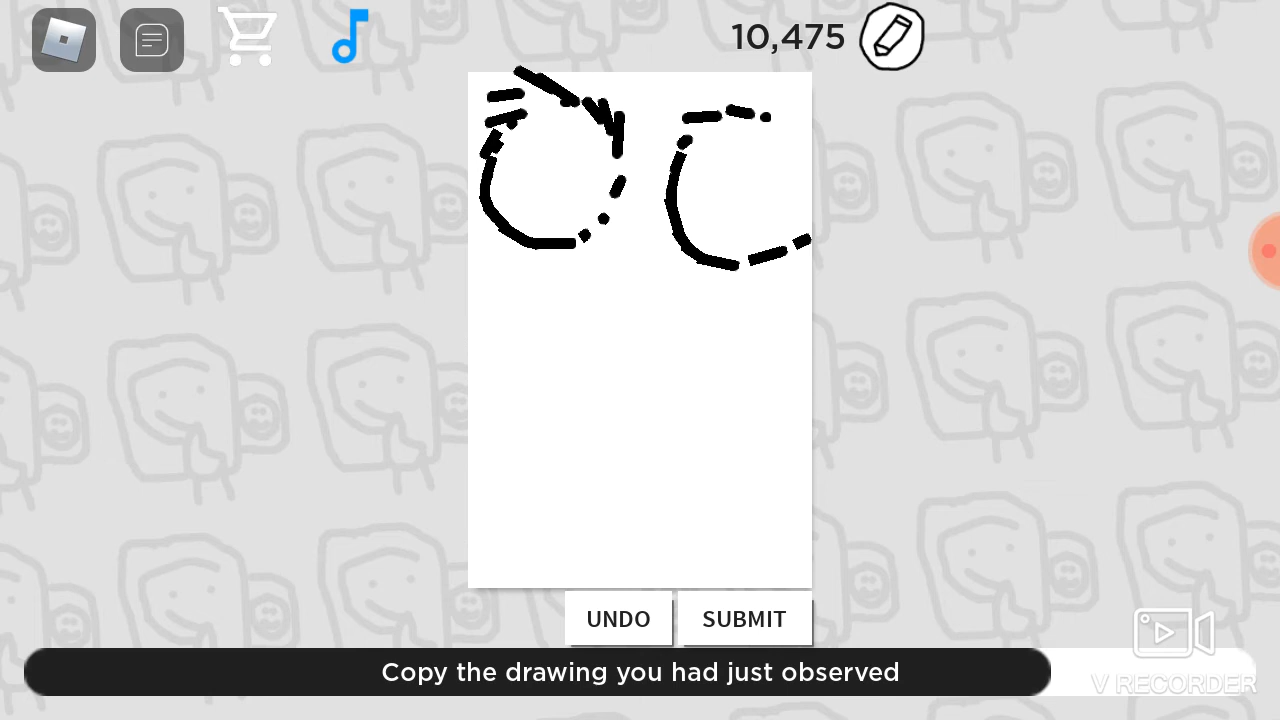 10,475
UNDO
SUBMIT
Copy the drawing you had just observed
V RECORDER